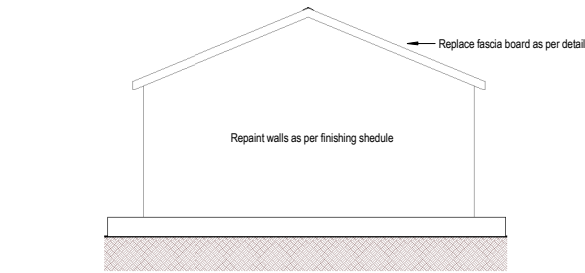 Replace fascia board as per detail
Repaint walls as per finishing shedule